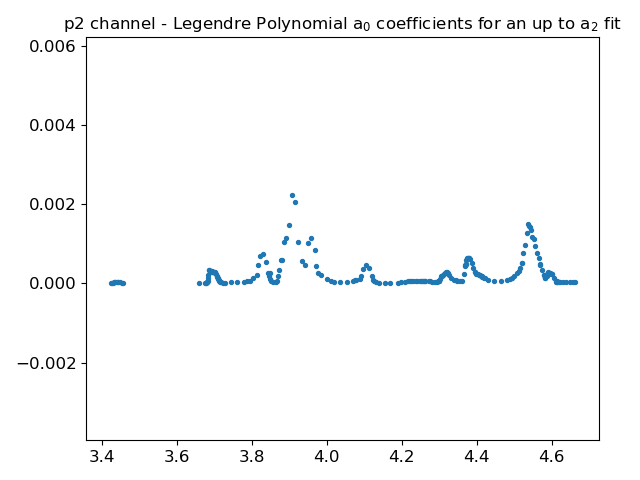 p2 channel - Legendre Polynomial a₀ coefficients for an up to a₂ fit
0.006
0.004
0.002
0.000
−0.002
3.4 3.6 3.8 4.0 4.2 4.4 4.6